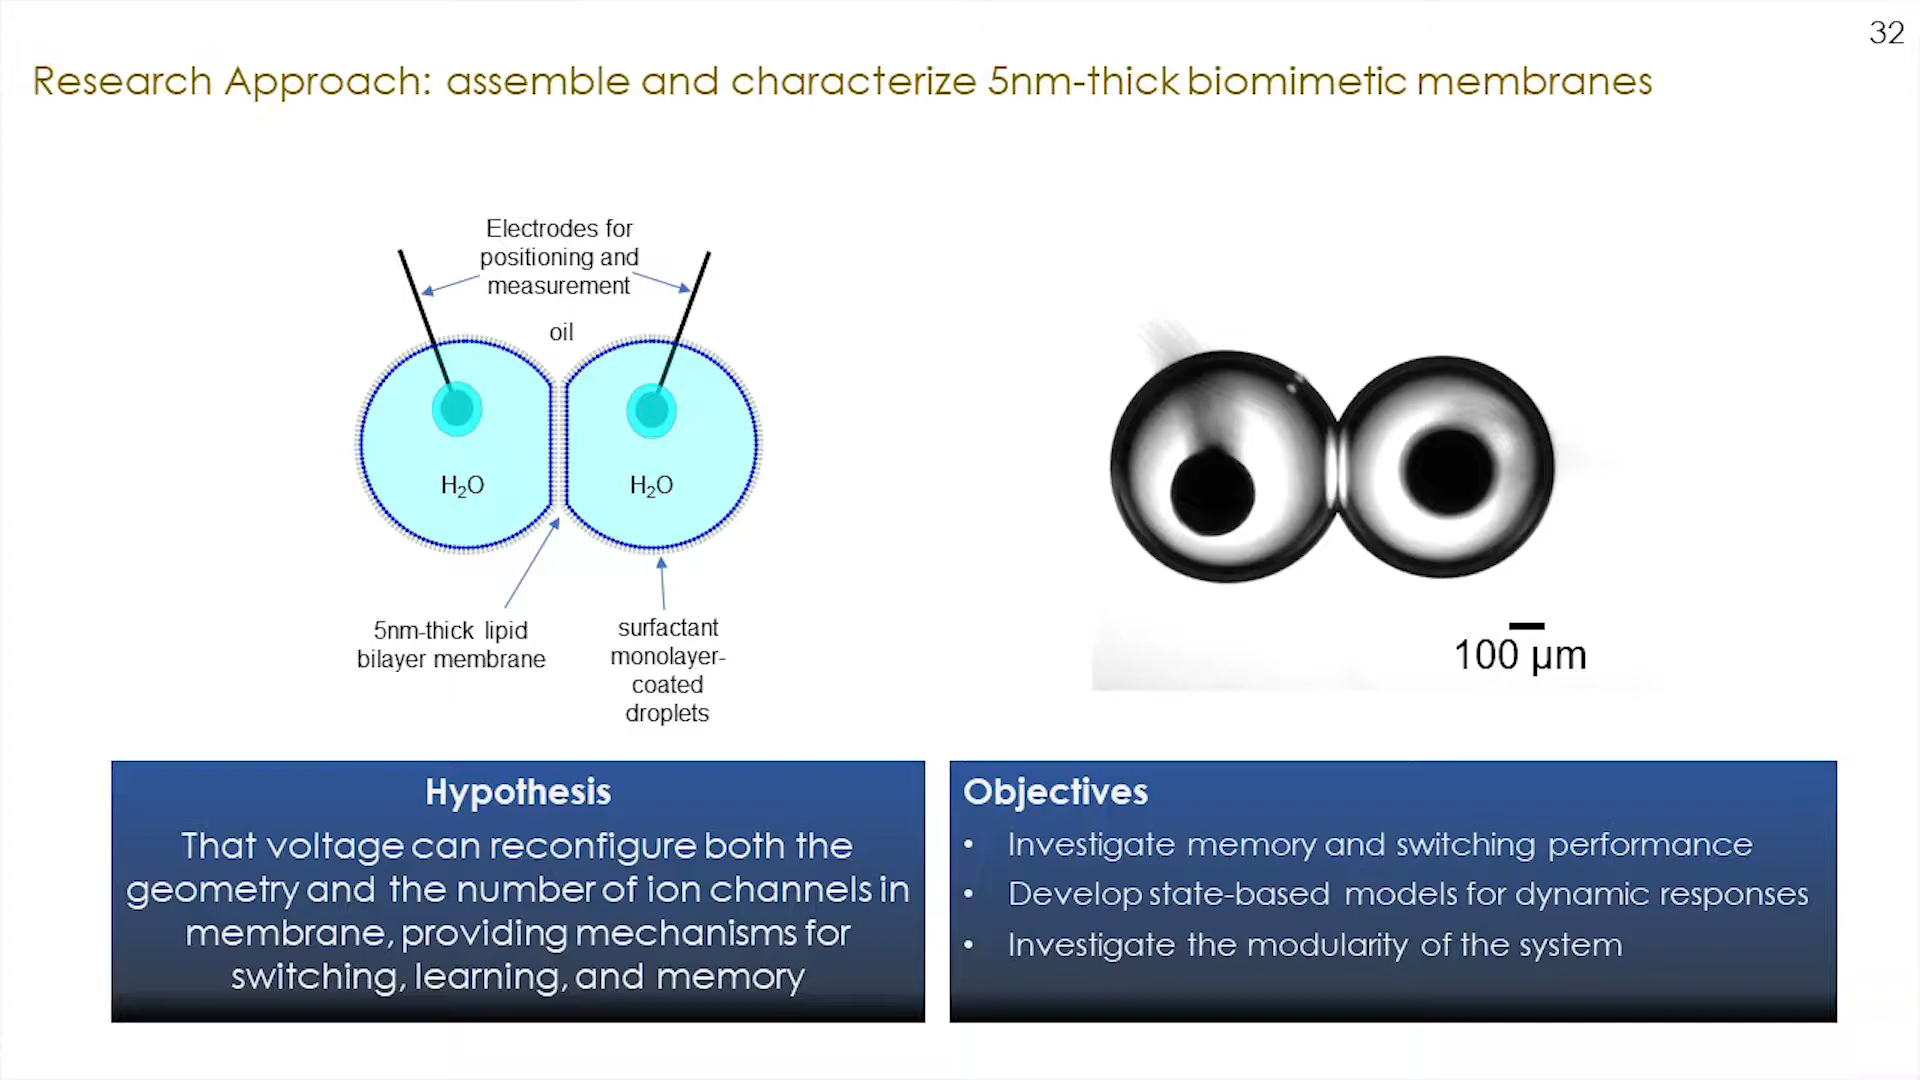 32
Research Approach: assemble and characterize 5nm-thick biomimetic membranes
Electrodes for
positioning and
measurement
oil
H₂O
H₂O
5nm-thick lipid
bilayer membrane
surfactant
monolayer-
coated
droplets
100 µm
Hypothesis
That voltage can reconfigure both the
geometry and the number of ion channels in
membrane, providing mechanisms for
switching, learning, and memory
Objectives
• Investigate memory and switching performance
• Develop state-based models for dynamic responses
• Investigate the modularity of the system